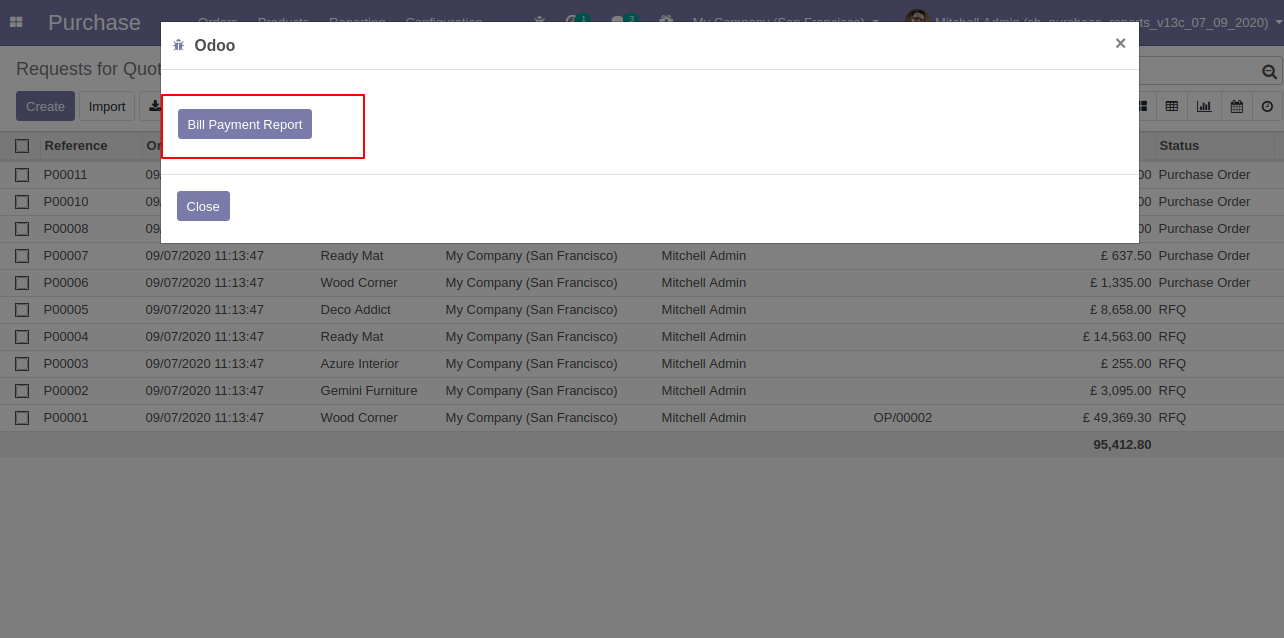 Purchase Orders Products Reporting Configuration 1 3 My Company (San Francisco) Mitchell Admin (sh_purchase_reports_v13c_07_09_2020)
Odoo ×
Requests for Quot
Create Import
Bill Payment Report
Close
Reference Or Status
P00011 09/ 00 Purchase Order
P00010 09/ 00 Purchase Order
P00008 09/ 00 Purchase Order
P00007 09/07/2020 11:13:47 Ready Mat My Company (San Francisco) Mitchell Admin £ 637.50 Purchase Order
P00006 09/07/2020 11:13:47 Wood Corner My Company (San Francisco) Mitchell Admin £ 1,335.00 Purchase Order
P00005 09/07/2020 11:13:47 Deco Addict My Company (San Francisco) Mitchell Admin £ 8,658.00 RFQ
P00004 09/07/2020 11:13:47 Ready Mat My Company (San Francisco) Mitchell Admin £ 14,563.00 RFQ
P00003 09/07/2020 11:13:47 Azure Interior My Company (San Francisco) Mitchell Admin £ 255.00 RFQ
P00002 09/07/2020 11:13:47 Gemini Furniture My Company (San Francisco) Mitchell Admin £ 3,095.00 RFQ
P00001 09/07/2020 11:13:47 Wood Corner My Company (San Francisco) Mitchell Admin OP/00002 £ 49,369.30 RFQ
95,412.80